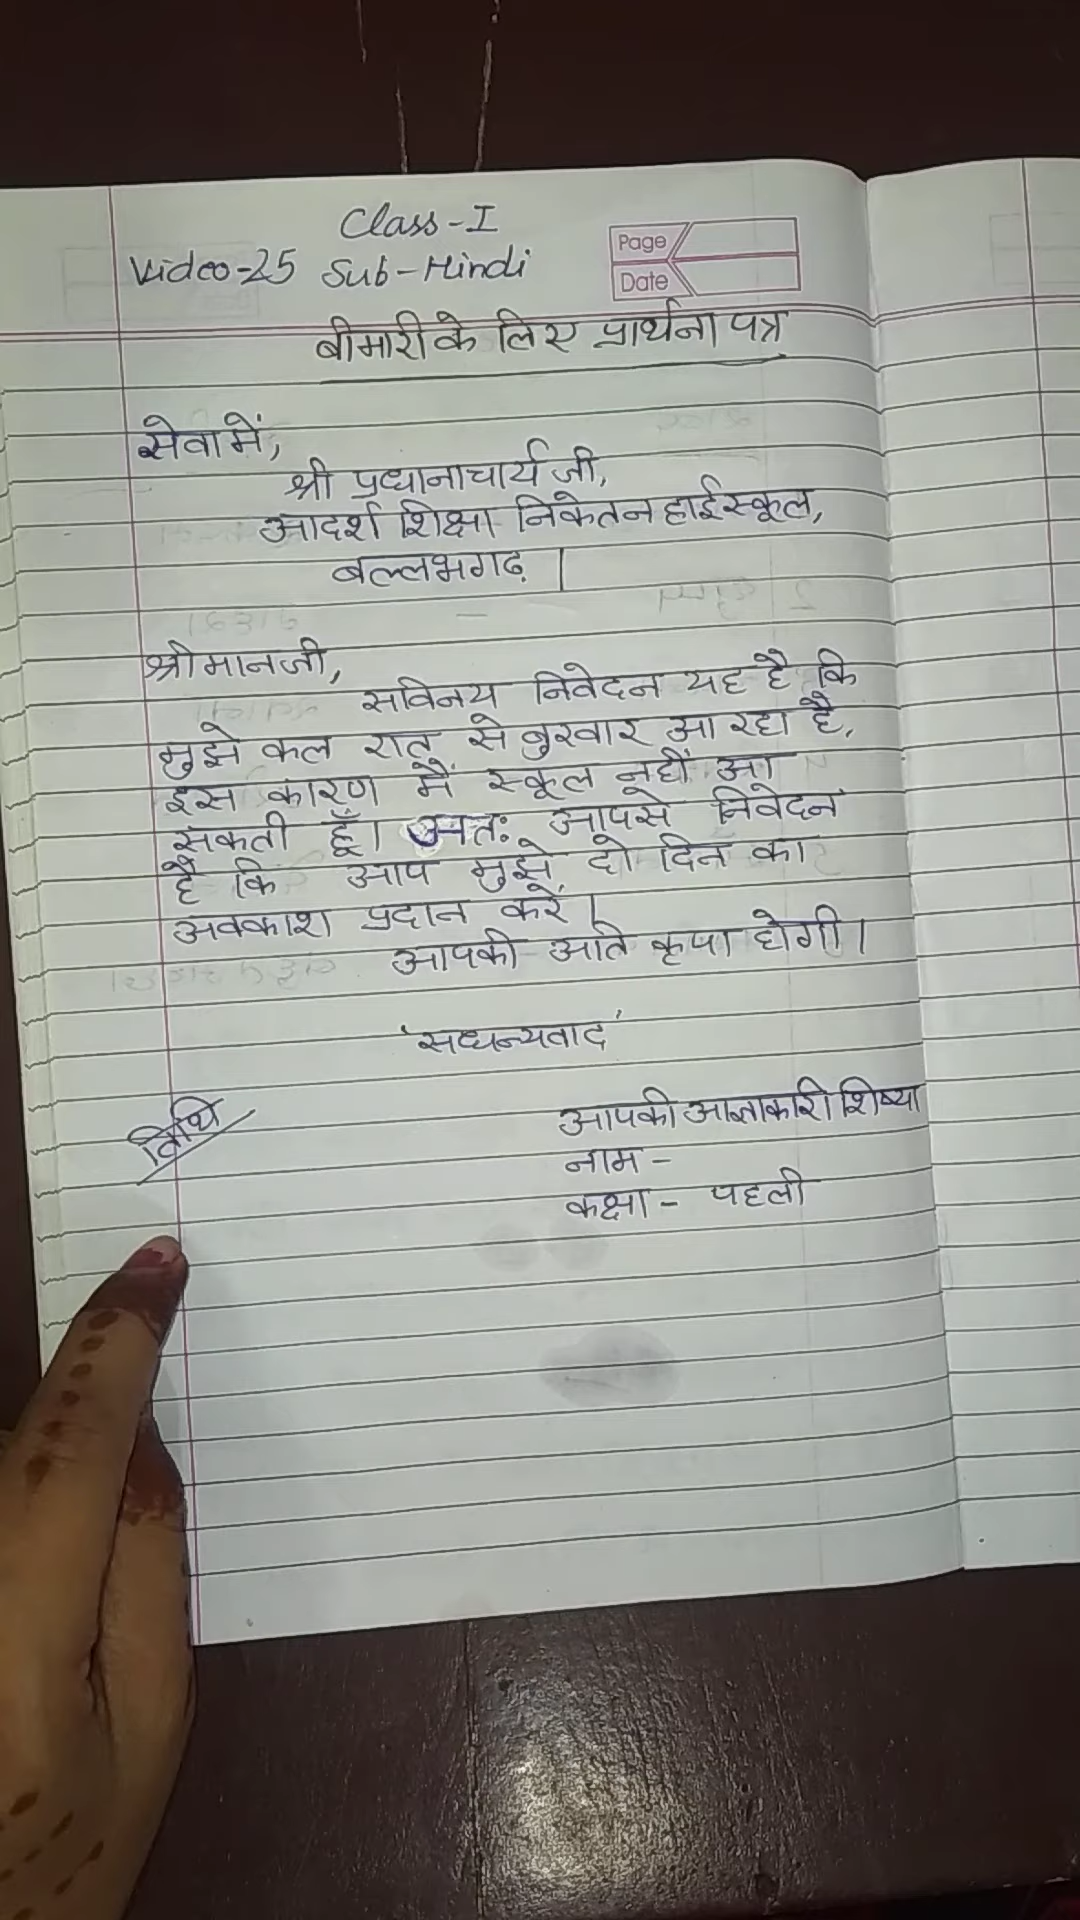 Class-I
Video-25 Sub-Hindi
Page
Date
बीमारी के लिए प्रार्थना पत्र
सेवा में,
श्री प्रधानाचार्य जी,
आदर्श शिक्षा निकेतन हाई स्कूल,
बल्लभगढ़ |
श्रीमानजी,
सविनय निवेदन यह है कि
मुझे कल रात से बुखार आ रहा है,
इस कारण मैं स्कूल नहीं आ
सकती हूँ। अतः आपसे निवेदन
है कि आप मुझे दो दिन का
अवकाश प्रदान करें |
आपकी अति कृपा होगी।
'सधन्यवाद'
तिथि
आपकी आज्ञाकारी शिष्या
नाम -
कक्षा - पहली